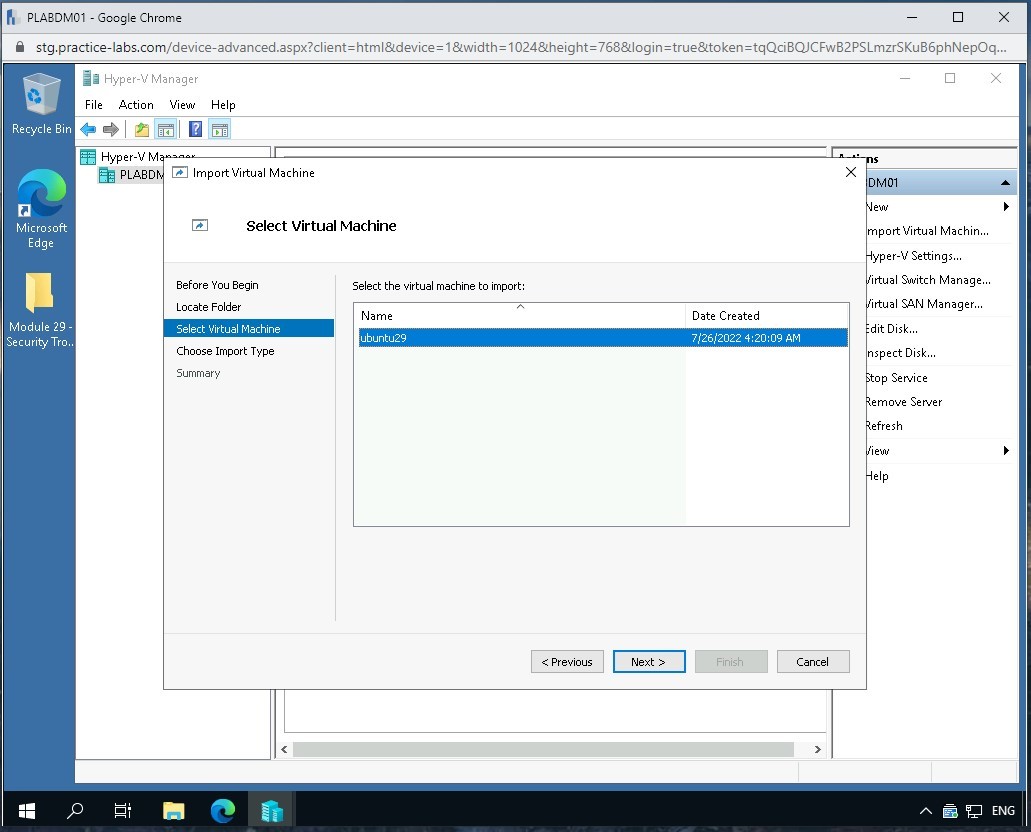 PLABDM01 - Google Chrome
stg.practice-labs.com/device-advanced.aspx?client=html&device=1&width=1024&height=768&login=true&token=tqQciBQJCFwB2PSLmzrSKuB6phNepOq...
Recycle Bin
Microsoft
Edge
Module 29 -
Security Tro...
Hyper-V Manager
File Action View Help
Hyper-V Manager
PLABDM
Import Virtual Machine
Select Virtual Machine
Before You Begin
Locate Folder
Select Virtual Machine
Choose Import Type
Summary
Select the virtual machine to import:
Name Date Created
ubuntu29 7/26/2022 4:20:09 AM
< Previous Next > Finish Cancel
Actions
BDM01
New
Import Virtual Machin...
Hyper-V Settings...
Virtual Switch Manage...
Virtual SAN Manager...
Edit Disk...
Inspect Disk...
Stop Service
Remove Server
Refresh
View
Help
ENG